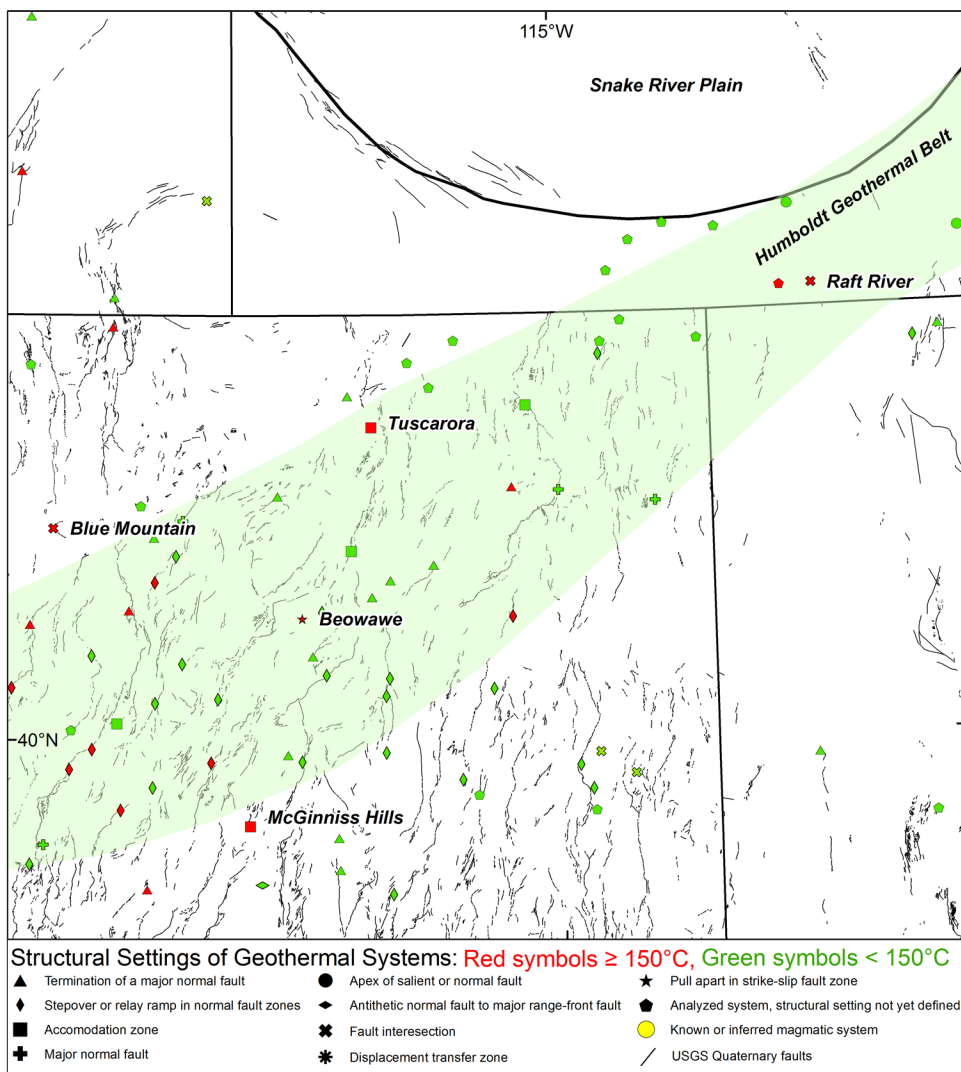 115°W
Snake River Plain
Humboldt Geothermal Belt
Raft River
Tuscarora
Blue Mountain
Beowawe
40°N
McGinniss Hills
Structural Settings of Geothermal Systems: Red symbols ≥ 150°C, Green symbols < 150°C
Termination of a major normal fault
Apex of salient or normal fault
Pull apart in strike-slip fault zone
Stepover or relay ramp in normal fault zones
Antithetic normal fault to major range-front fault
Analyzed system, structural setting not yet defined
Accomodation zone
Fault interesection
Known or inferred magmatic system
Major normal fault
Displacement transfer zone
USGS Quaternary faults